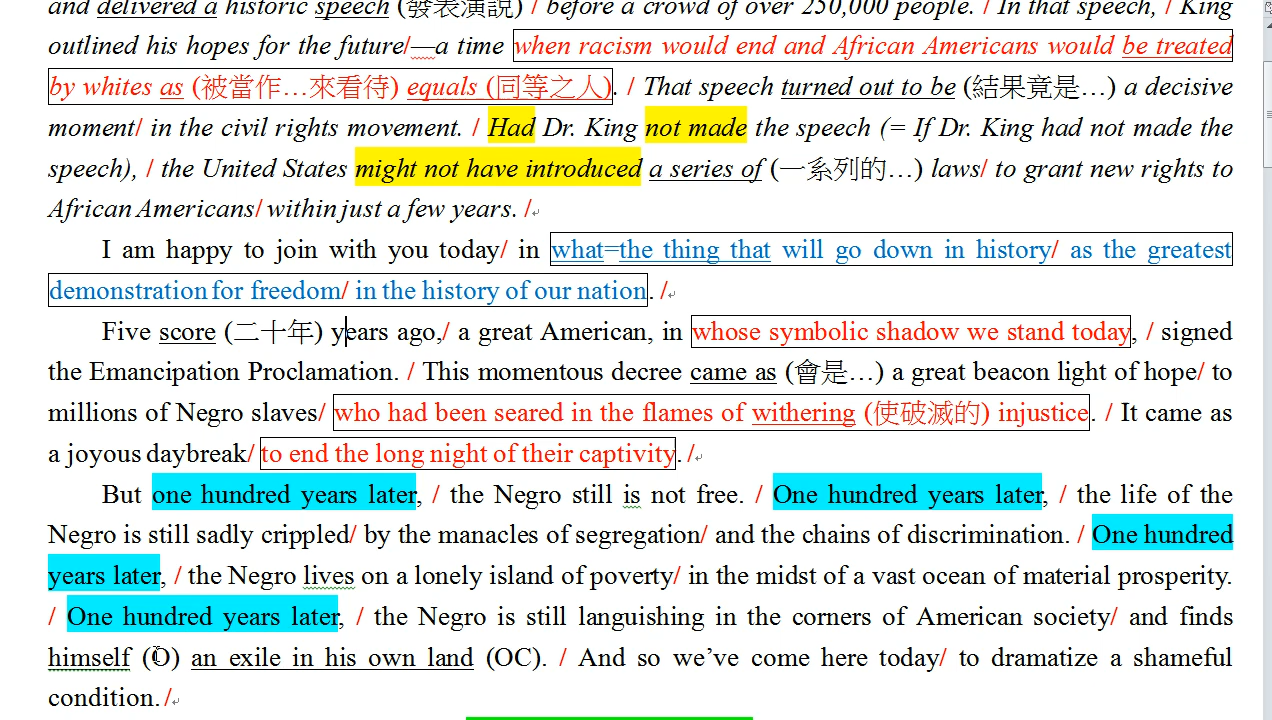 and delivered a historic speech (發表演說) / before a crowd of over 250,000 people. / In that speech, / King
outlined his hopes for the future/—a time when racism would end and African Americans would be treated
by whites as (被當作…來看待) equals (同等之人). / That speech turned out to be (結果竟是…) a decisive
moment/ in the civil rights movement. / Had Dr. King not made the speech (= If Dr. King had not made the
speech), / the United States might not have introduced a series of (一系列的…) laws/ to grant new rights to
African Americans/ within just a few years. /
I am happy to join with you today/ in what=the thing that will go down in history/ as the greatest
demonstration for freedom/ in the history of our nation. /
Five score (二十年) years ago,/ a great American, in whose symbolic shadow we stand today, / signed
the Emancipation Proclamation. / This momentous decree came as (會是…) a great beacon light of hope/ to
millions of Negro slaves/ who had been seared in the flames of withering (使破滅的) injustice. / It came as
a joyous daybreak/ to end the long night of their captivity. /
But one hundred years later, / the Negro still is not free. / One hundred years later, / the life of the
Negro is still sadly crippled/ by the manacles of segregation/ and the chains of discrimination. / One hundred
years later, / the Negro lives on a lonely island of poverty/ in the midst of a vast ocean of material prosperity.
/ One hundred years later, / the Negro is still languishing in the corners of American society/ and finds
himself (O) an exile in his own land (OC). / And so we’ve come here today/ to dramatize a shameful
condition. /